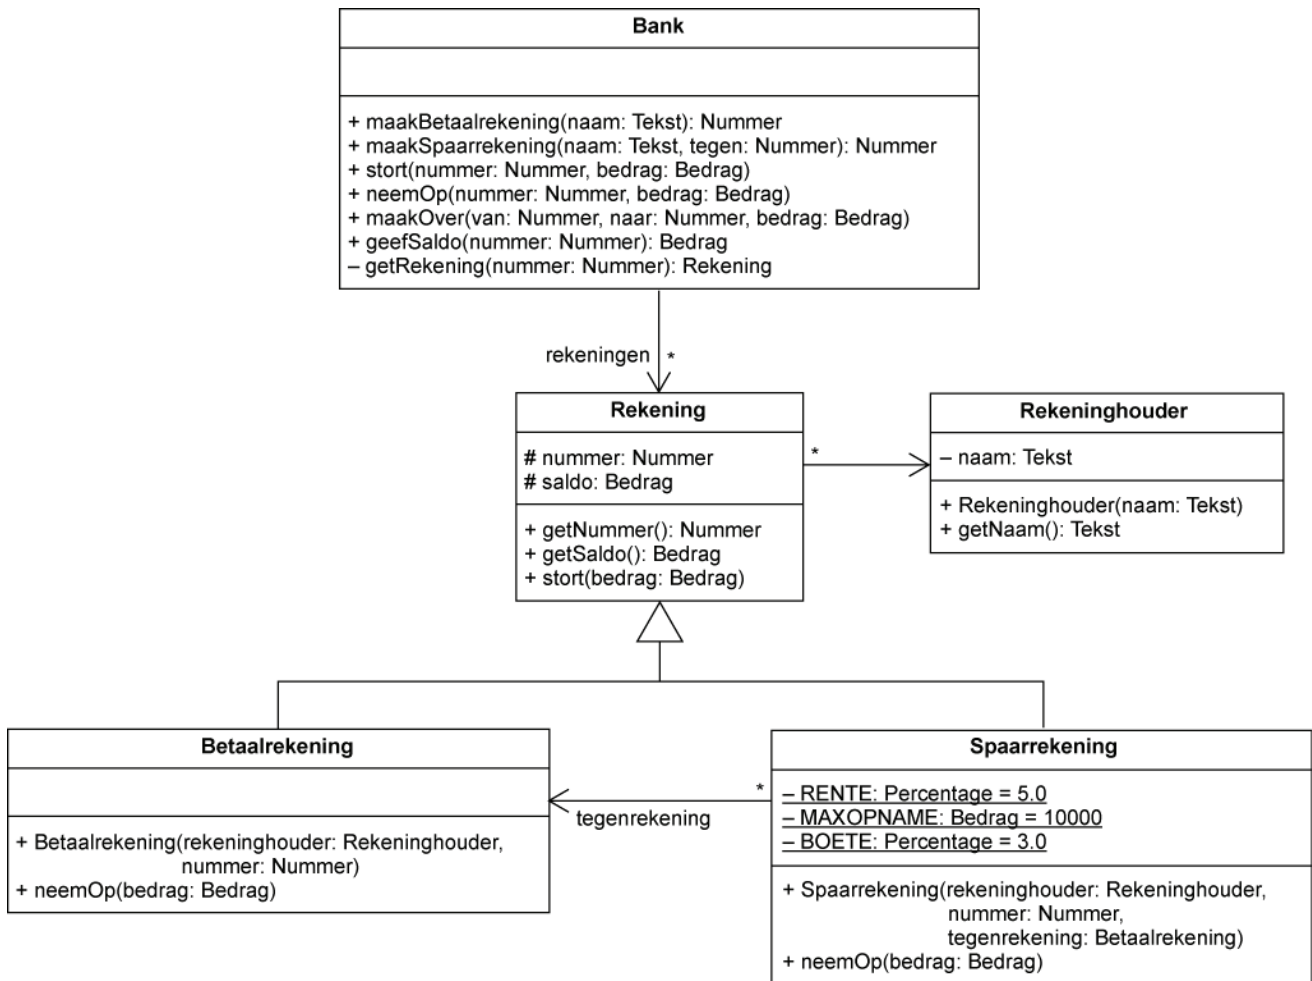 Bank
+ maakBetaalrekening(naam: Tekst): Nummer
+ maakSpaarrekening(naam: Tekst, tegen: Nummer): Nummer
+ stort(nummer: Nummer, bedrag: Bedrag)
+ neemOp(nummer: Nummer, bedrag: Bedrag)
+ maakOver(van: Nummer, naar: Nummer, bedrag: Bedrag)
+ geefSaldo(nummer: Nummer): Bedrag
– getRekening(nummer: Nummer): Rekening
rekeningen *
Rekening
# nummer: Nummer
# saldo: Bedrag
+ getNummer(): Nummer
+ getSaldo(): Bedrag
+ stort(bedrag: Bedrag)
*
Rekeninghouder
– naam: Tekst
+ Rekeninghouder(naam: Tekst)
+ getNaam(): Tekst
Betaalrekening
+ Betaalrekening(rekeninghouder: Rekeninghouder,
nummer: Nummer)
+ neemOp(bedrag: Bedrag)
*
tegenrekening
Spaarrekening
– RENTE: Percentage = 5.0
– MAXOPNAME: Bedrag = 10000
– BOETE: Percentage = 3.0
+ Spaarrekening(rekeninghouder: Rekeninghouder,
nummer: Nummer,
tegenrekening: Betaalrekening)
+ neemOp(bedrag: Bedrag)